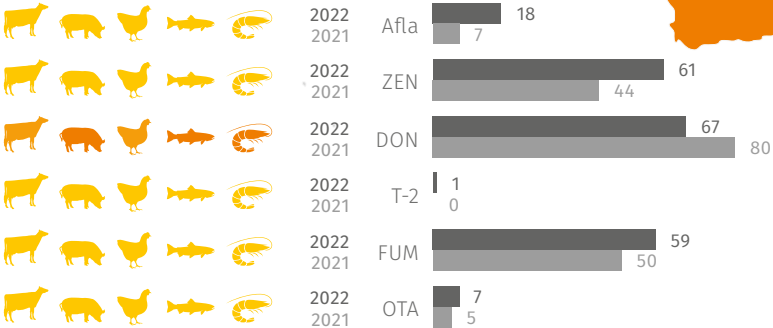 2022 Afla 18
2021 7
2022 ZEN 61
2021 44
2022 DON 67
2021 80
2022 T-2 1
2021 0
2022 FUM 59
2021 50
2022 OTA 7
2021 5